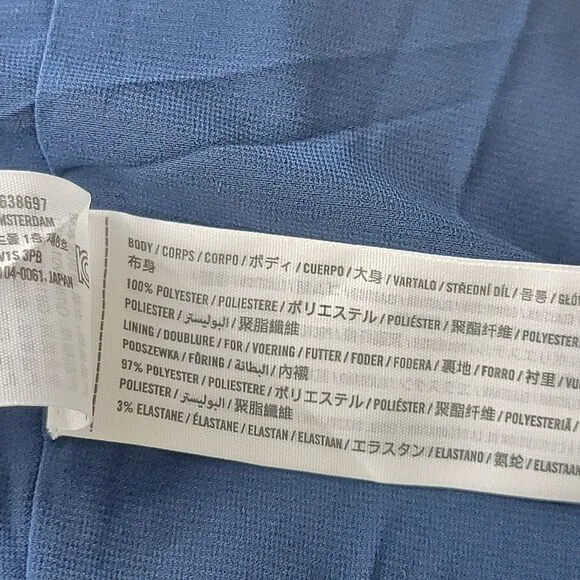 638697
MSTERDAM
W1S 3PB
104-0061, JAPAN
BODY / CORPS / CORPO / ボディ / CUERPO / 大身 / VARTALO / STŘEDNÍ DÍL / 몸통 / GŁÓ
布身
100% POLYESTER / POLIESTERE / ポリエステル / POLIÉSTER / 聚酯纤维 / POLYESTER
POLIESTER / البوليستر / 聚脂纖維
LINING / DOUBLURE / FOR / VOERING / FUTTER / FODER / FODERA / 裏地 / FORRO / 衬里 / VU
PODSZEWKA / FÔRING / البطانة / 內襯
97% POLYESTER / POLIESTERE / ポリエステル / POLIÉSTER / 聚酯纤维 / POLYESTERIÄ /
POLIESTER / البوليستر / 聚脂纖維
3% ELASTANE / ÉLASTANE / ELASTAN / ELASTAAN / エラスタン / ELASTANO / 氨纶 / ELASTAAN